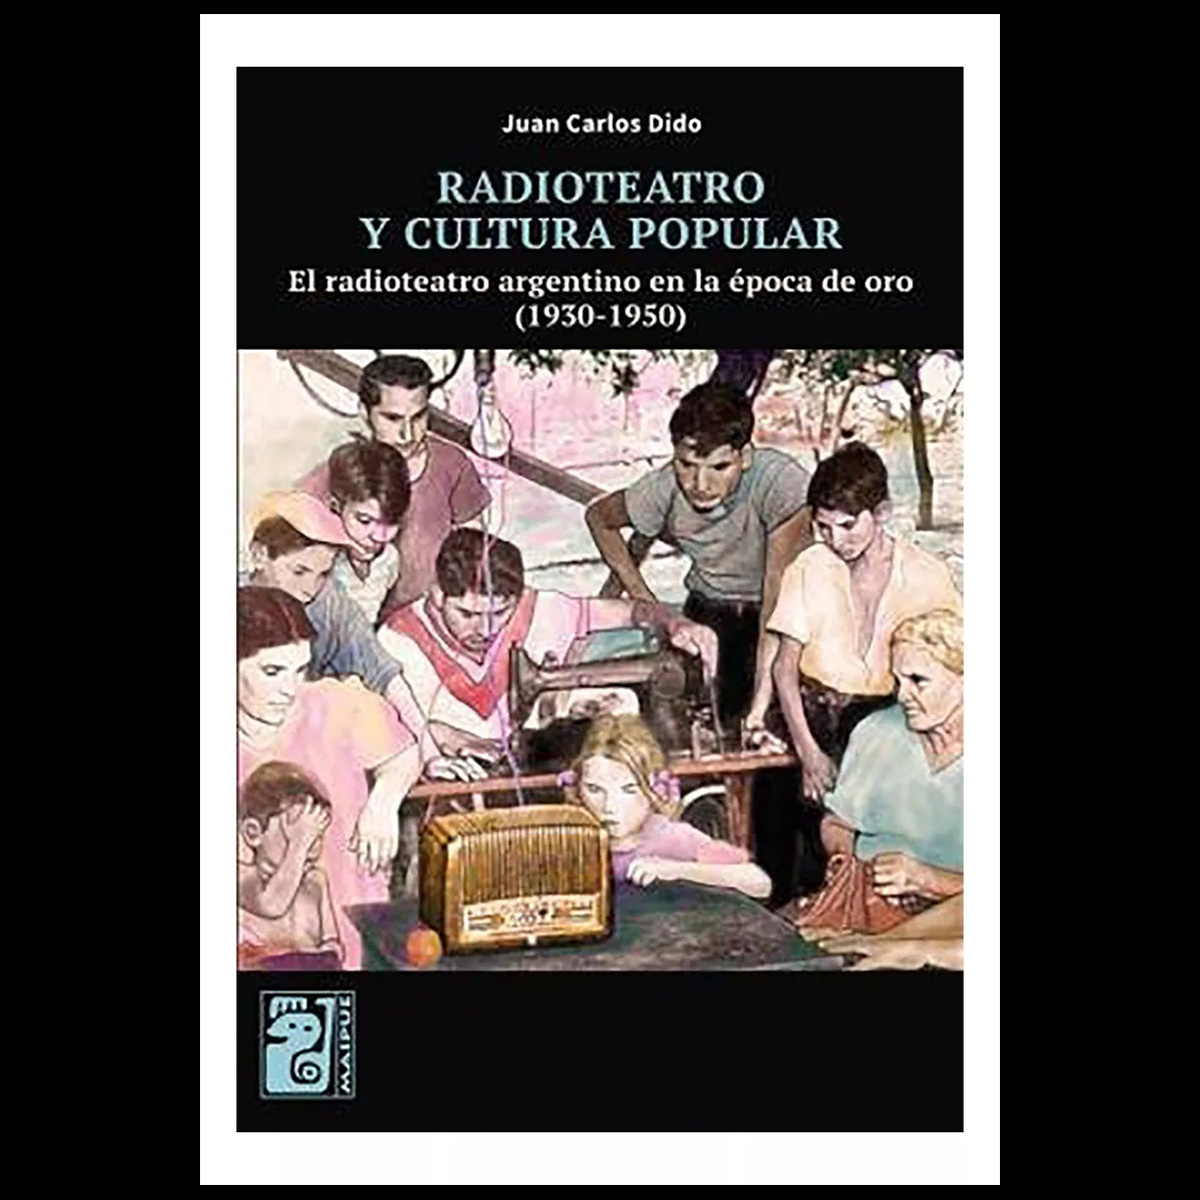 Juan Carlos Dido
RADIOTEATRO
Y CULTURA POPULAR
El radioteatro argentino en la época de oro
(1930-1950)
MAIPUE